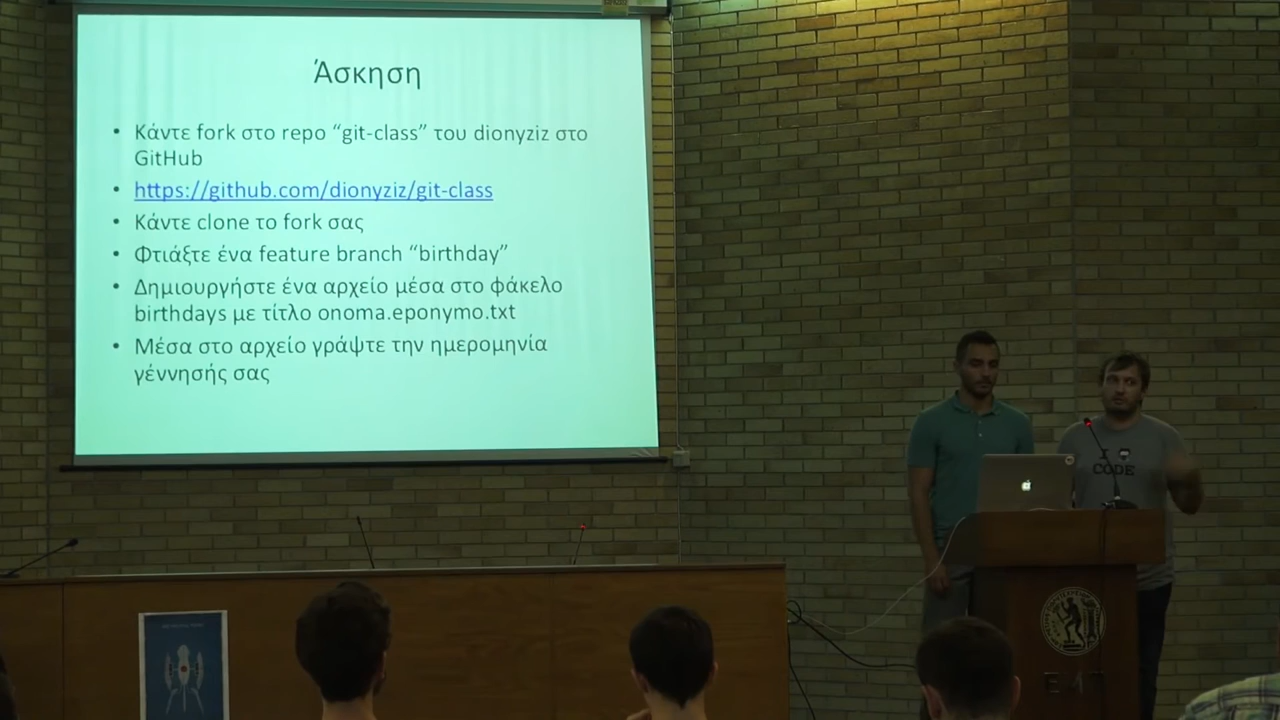 Άσκηση
• Κάντε fork στο repo “git-class” του dionyziz στο
GitHub
• https://github.com/dionyziz/git-class
• Κάντε clone το fork σας
• Φτιάξτε ένα feature branch “birthday”
• Δημιουργήστε ένα αρχείο μέσα στο φάκελο
birthdays με τίτλο onoma.eponymo.txt
• Μέσα στο αρχείο γράψτε την ημερομηνία
γέννησής σας
I
CODE